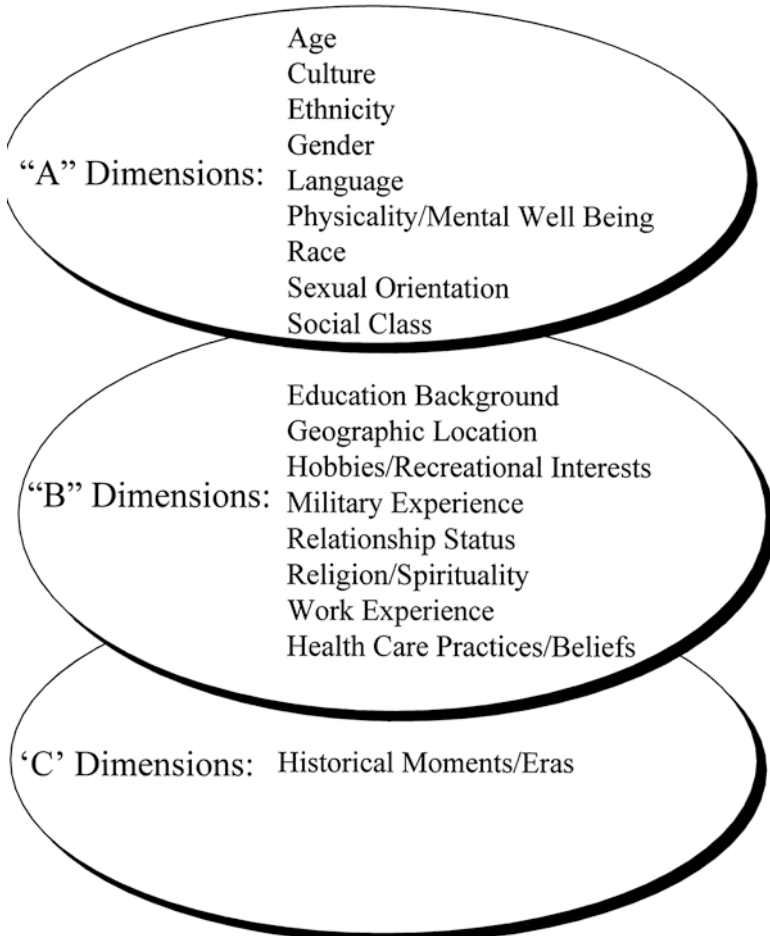 Age
Culture
Ethnicity
Gender
“A” Dimensions:
Language
Physicality/Mental Well Being
Race
Sexual Orientation
Social Class
Education Background
Geographic Location
Hobbies/Recreational Interests
“B” Dimensions: Military Experience
Relationship Status
Religion/Spirituality
Work Experience
Health Care Practices/Beliefs
‘C’ Dimensions: Historical Moments/Eras